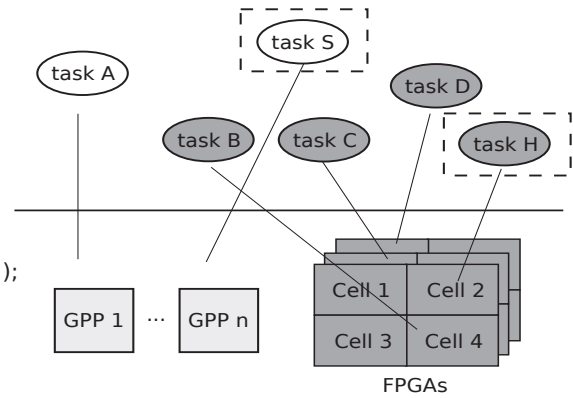 task S
task A
task D
task B
task C
task H
);
Cell 1
Cell 2
GPP 1
...
GPP n
Cell 3
Cell 4
FPGAs